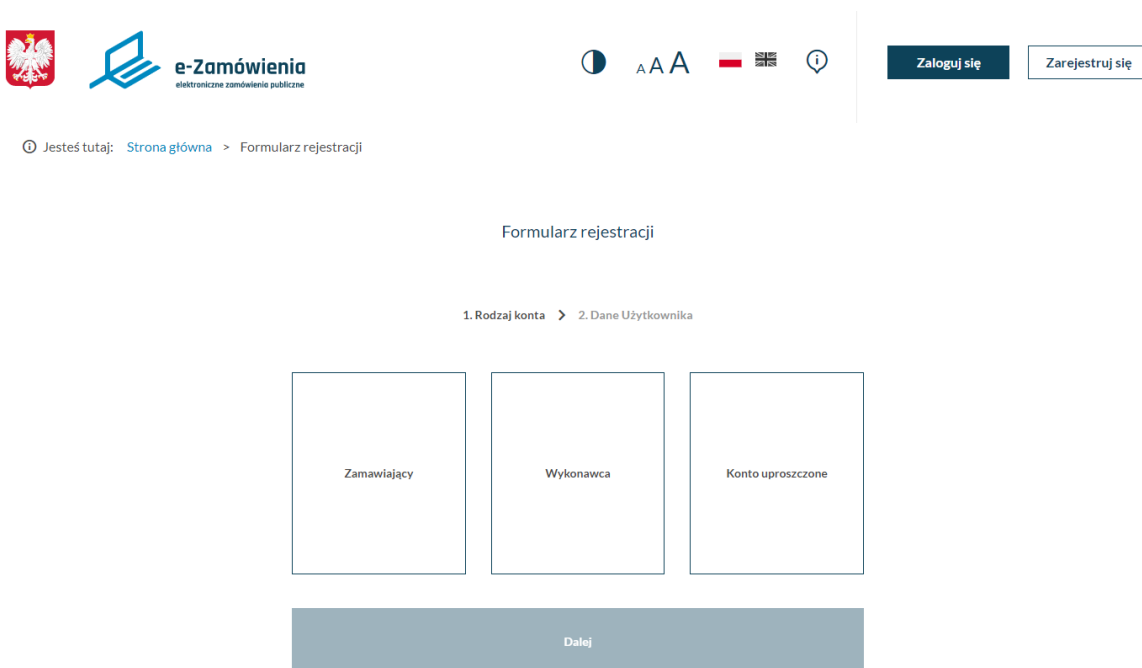 e-Zamówienia
elektroniczne zamówienia publiczne
A A A
Zaloguj się
Zarejestruj się
Jesteś tutaj: Strona główna > Formularz rejestracji
Formularz rejestracji
1. Rodzaj konta > 2. Dane Użytkownika
Zamawiający
Wykonawca
Konto uproszczone
Dalej